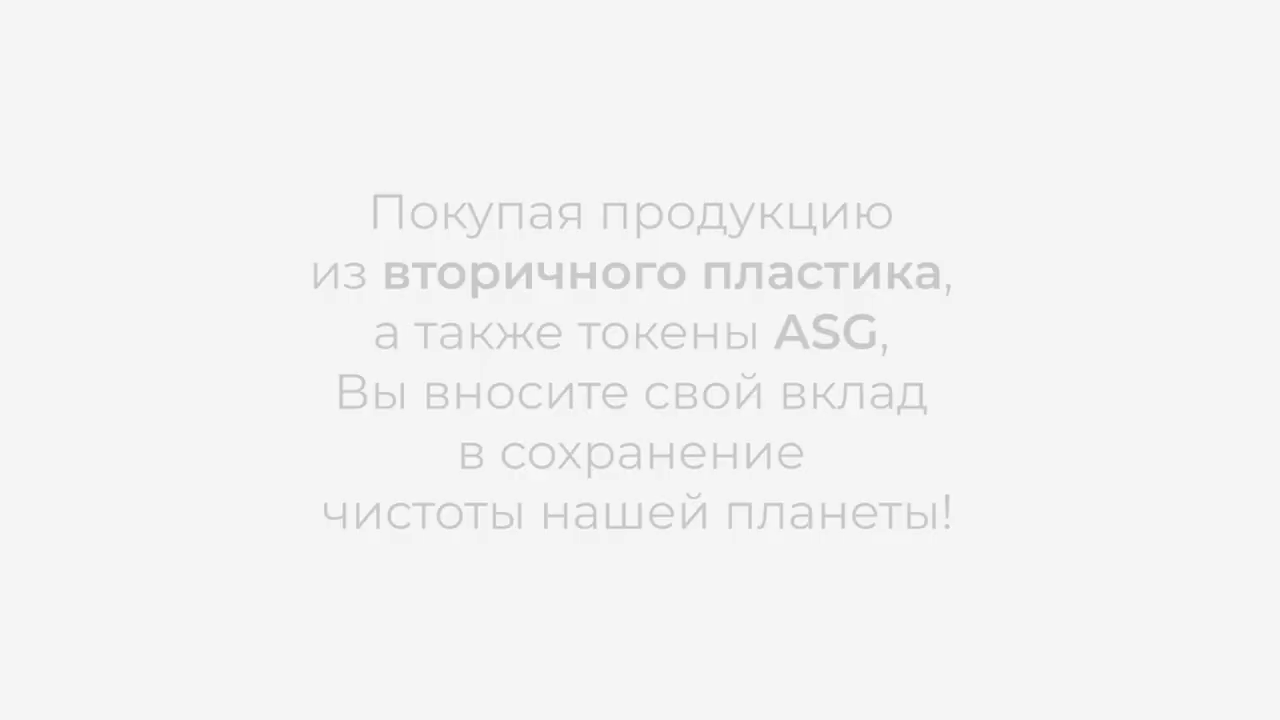 Покупая продукцию
из вторичного пластика,
а также токены ASG,
Вы вносите свой вклад
в сохранение
чистоты нашей планеты!